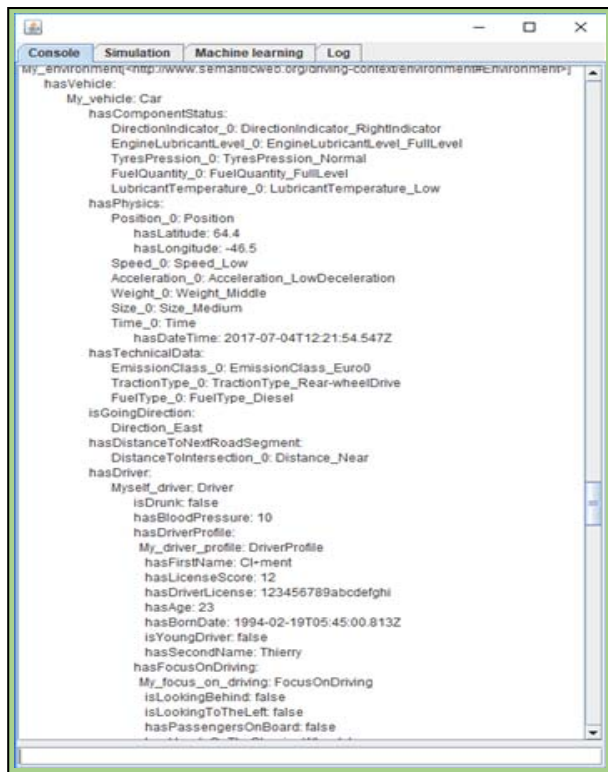 Console Simulation Machine learning Log
My_environment[<http://www.semanticweb.org/driving-context/environment#Environment>]
hasVehicle:
My_vehicle: Car
hasComponentStatus:
DirectionIndicator_0: DirectionIndicator_RightIndicator
EngineLubricantLevel_0: EngineLubricantLevel_FullLevel
TyresPression_0: TyresPression_Normal
FuelQuantity_0: FuelQuantity_FullLevel
LubricantTemperature_0: LubricantTemperature_Low
hasPhysics:
Position_0: Position
hasLatitude: 64.4
hasLongitude: -46.5
Speed_0: Speed_Low
Acceleration_0: Acceleration_LowDeceleration
Weight_0: Weight_Middle
Size_0: Size_Medium
Time_0: Time
hasDateTime: 2017-07-04T12:21:54.547Z
hasTechnicalData:
EmissionClass_0: EmissionClass_Euro0
TractionType_0: TractionType_Rear-wheelDrive
FuelType_0: FuelType_Diesel
isGoingDirection:
Direction_East
hasDistanceToNextRoadSegment:
DistanceToIntersection_0: Distance_Near
hasDriver:
Myself_driver: Driver
isDrunk: false
hasBloodPressure: 10
hasDriverProfile:
My_driver_profile: DriverProfile
hasFirstName: Cl+ment
hasLicenseScore: 12
hasDriverLicense: 123456789abcdefghi
hasAge: 23
hasBornDate: 1994-02-19T05:45:00.813Z
isYoungDriver: false
hasSecondName: Thierry
hasFocusOnDriving:
My_focus_on_driving: FocusOnDriving
isLookingBehind: false
isLookingToTheLeft: false
hasPassengersOnBoard: false